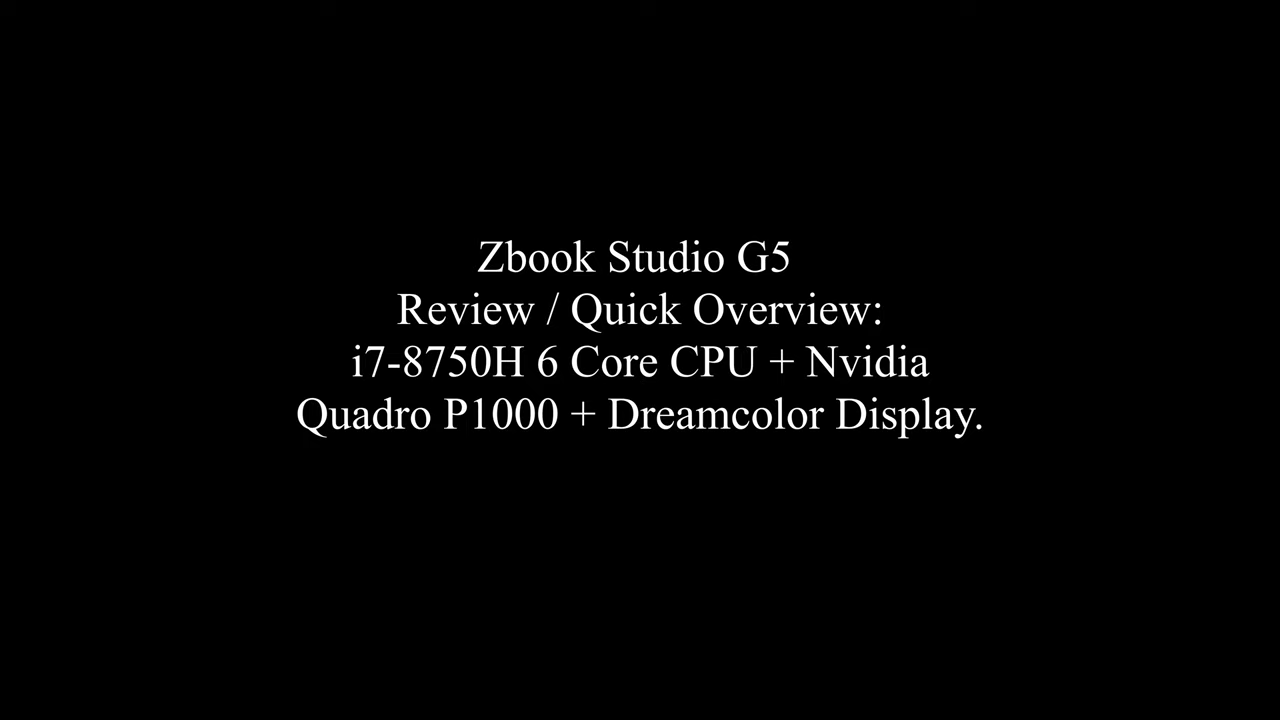 Zbook Studio G5
Review / Quick Overview:
i7-8750H 6 Core CPU + Nvidia
Quadro P1000 + Dreamcolor Display.